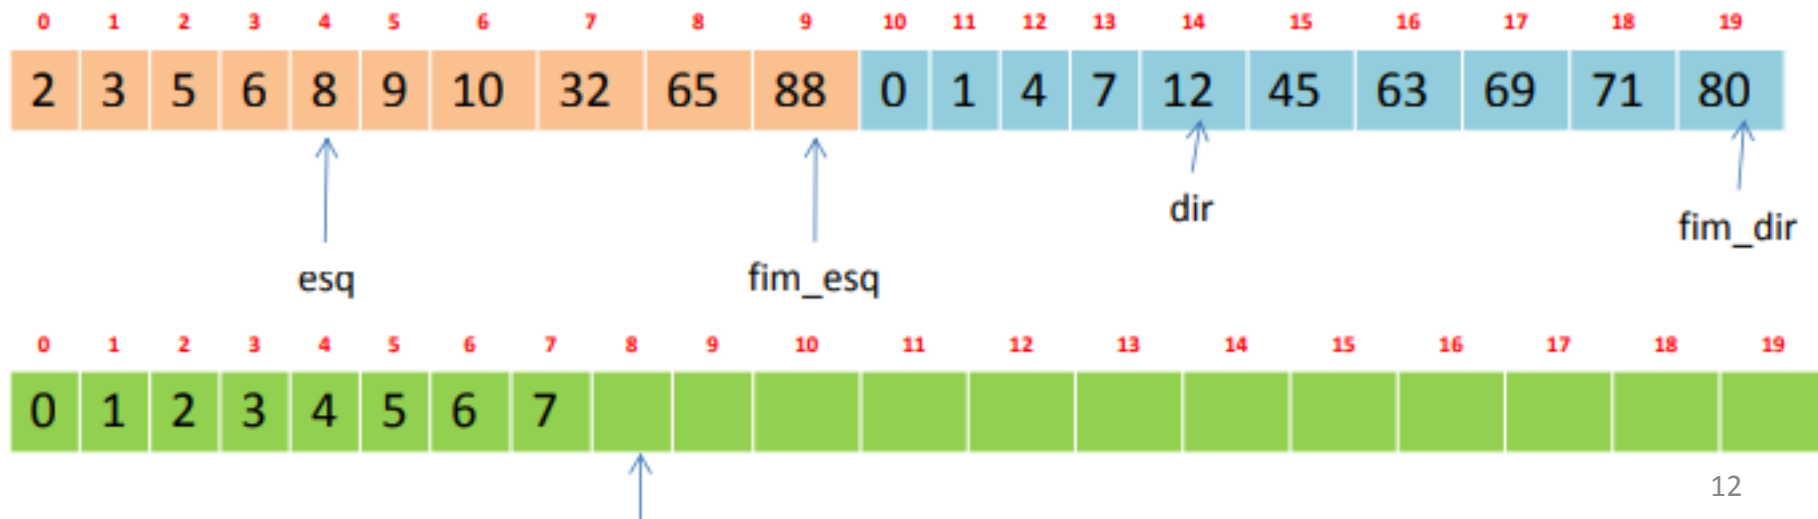 0 1 2 3 4 5 6 7 8 9 10 11 12 13 14 15 16 17 18 19
2 3 5 6 8 9 10 32 65 88 0 1 4 7 12 45 63 69 71 80
dir
fim_dir
esq fim_esq
0 1 2 3 4 5 6 7 8 9 10 11 12 13 14 15 16 17 18 19
0 1 2 3 4 5 6 7
12